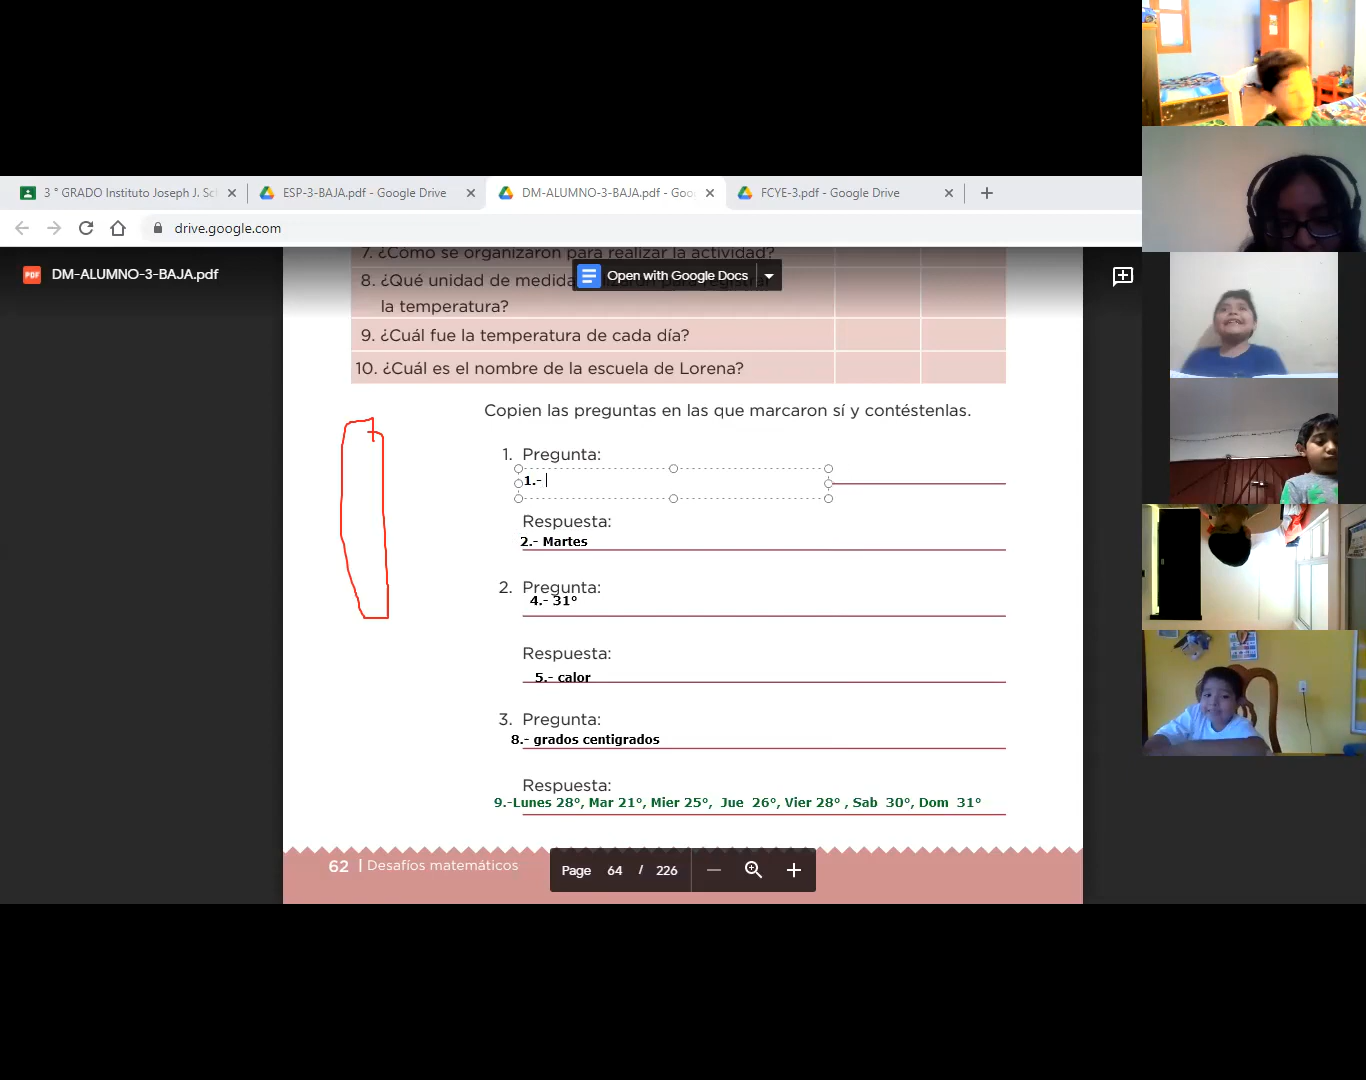 3 ° GRADO Instituto Joseph J. Sc
ESP-3-BAJA.pdf - Google Drive
DM-ALUMNO-3-BAJA.pdf - Goo
FCYE-3.pdf - Google Drive
drive.google.com
DM-ALUMNO-3-BAJA.pdf
Open with Google Docs
7. ¿Cómo se organizaron para realizar la actividad?
8. ¿Qué unidad de medida utilizaron para registrar
la temperatura?
9. ¿Cuál fue la temperatura de cada día?
10. ¿Cuál es el nombre de la escuela de Lorena?
Copien las preguntas en las que marcaron sí y contéstenlas.
1. Pregunta:
1.-
Respuesta:
2.- Martes
2. Pregunta:
4.- 31°
Respuesta:
5.- calor
3. Pregunta:
8.- grados centigrados
Respuesta:
9.-Lunes 28°, Mar 21°, Mier 25°, Jue 26°, Vier 28° , Sab 30°, Dom 31°
62 | Desafíos matemáticos
Page 64 / 226